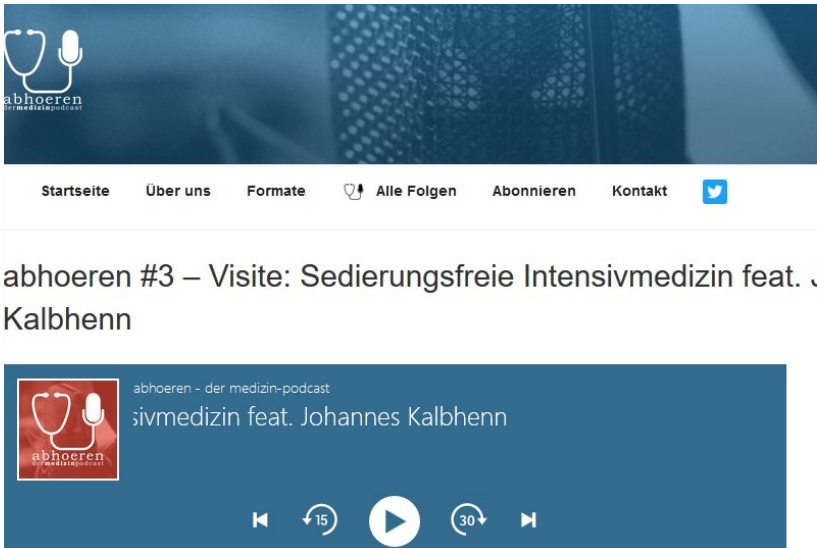 abhoeren
dermedizinpodcast
Startseite Über uns Formate Alle Folgen Abonnieren Kontakt
abhoeren #3 – Visite: Sedierungsfreie Intensivmedizin feat.
Kalbhenn
abhoeren - der medizin-podcast
sivmedizin feat. Johannes Kalbhenn
abhoeren
dermedizinpodcast
15 30